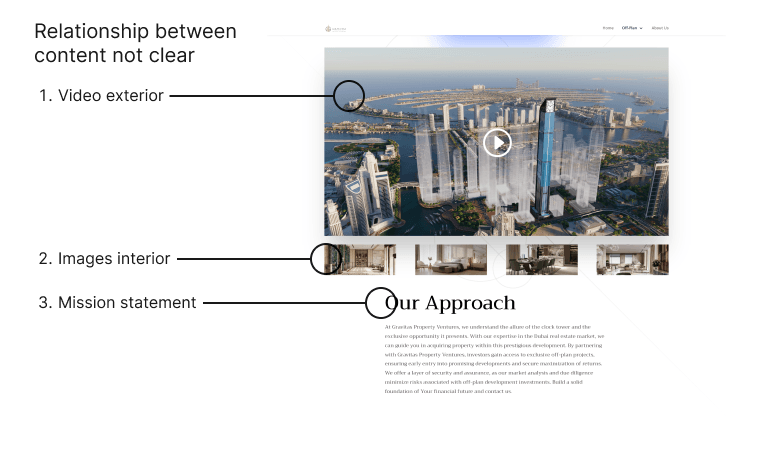 Relationship between
content not clear
1. Video exterior
2. Images interior
3. Mission statement
Home Off-Plan About Us
Our Approach
At Gravitas Property Ventures, we understand the allure of the clock tower and the
exclusive opportunity it presents. With our expertise in the Dubai real estate market, we
can guide you in acquiring property within this prestigious development. By partnering
with Gravitas Property Ventures, investors gain access to exclusive off-plan projects,
ensuring early entry into promising developments and secure maximization of returns.
We offer a layer of security and assurance, as our market analysis and due diligence
minimize risks associated with off-plan development investments. Build a solid
foundation of Your financial future and contact us.